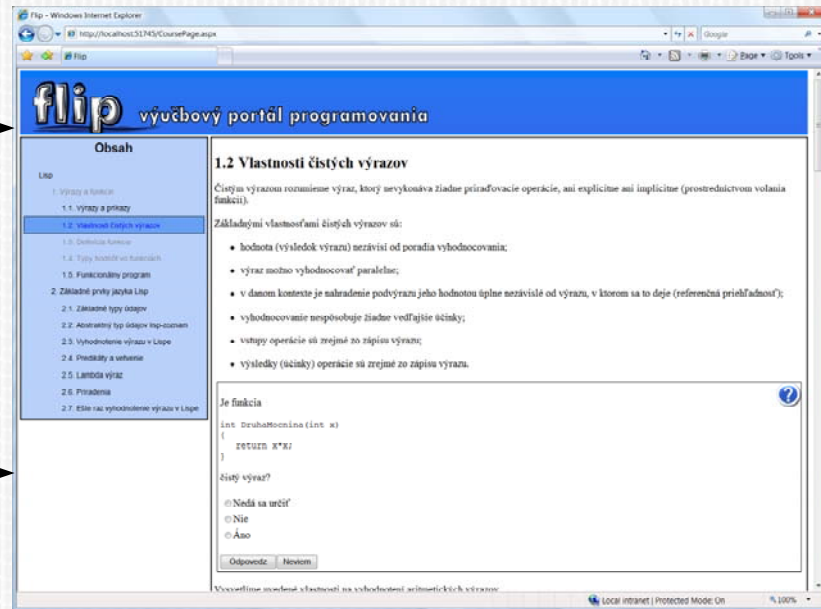 Flip - Windows Internet Explorer
http://localhost:51745/CoursePage.aspx
Google
Flip
Page
Tools
flip výučbový portál programovania
Obsah
Lisp
1. Výrazy a funkcie
1.1. Výrazy a príkazy
1.2. Vlastnosti čistých výrazov
1.3. Definícia funkcie
1.4. Typy hodnôt vo funkciách
1.5. Funkcionálny program
2. Základné prvky jazyka Lisp
2.1. Základné typy údajov
2.2. Abstraktný typ údajov lisp-zoznam
2.3. Vyhodnotenie výrazu v Lispe
2.4. Predikáty a vetvenie
2.5. Lambda výraz
2.6. Priradenia
2.7. Ešte raz vyhodnotenie výrazu v Lispe
1.2 Vlastnosti čistých výrazov
Čistým výrazom rozumieme výraz, ktorý nevykonáva žiadne priraďovacie operácie, ani explicitne ani implicitne (prostredníctvom volania
funkcií).
Základnými vlastnosťami čistých výrazov sú:
• hodnota (výsledok výrazu) nezávisí od poradia vyhodnocovania;
• výraz možno vyhodnocovať paralelne;
• v danom kontexte je nahradenie podvýrazu jeho hodnotou úplne nezávislé od výrazu, v ktorom sa to deje (referenčná priehľadnosť);
• vyhodnocovanie nespôsobuje žiadne vedľajšie účinky;
• vstupy operácie sú zrejmé zo zápisu výrazu;
• výsledky (účinky) operácie sú zrejmé zo zápisu výrazu.
Je funkcia
int DruhaMocnina(int x)
{
return x*x;
}
čistý výraz?
Nedá sa určiť
Nie
Áno
Odpovedz Neviem
Vysvetlíme uvedené vlastnosti na vyhodnotení aritmetických výrazov
Local intranet | Protected Mode: On
100%